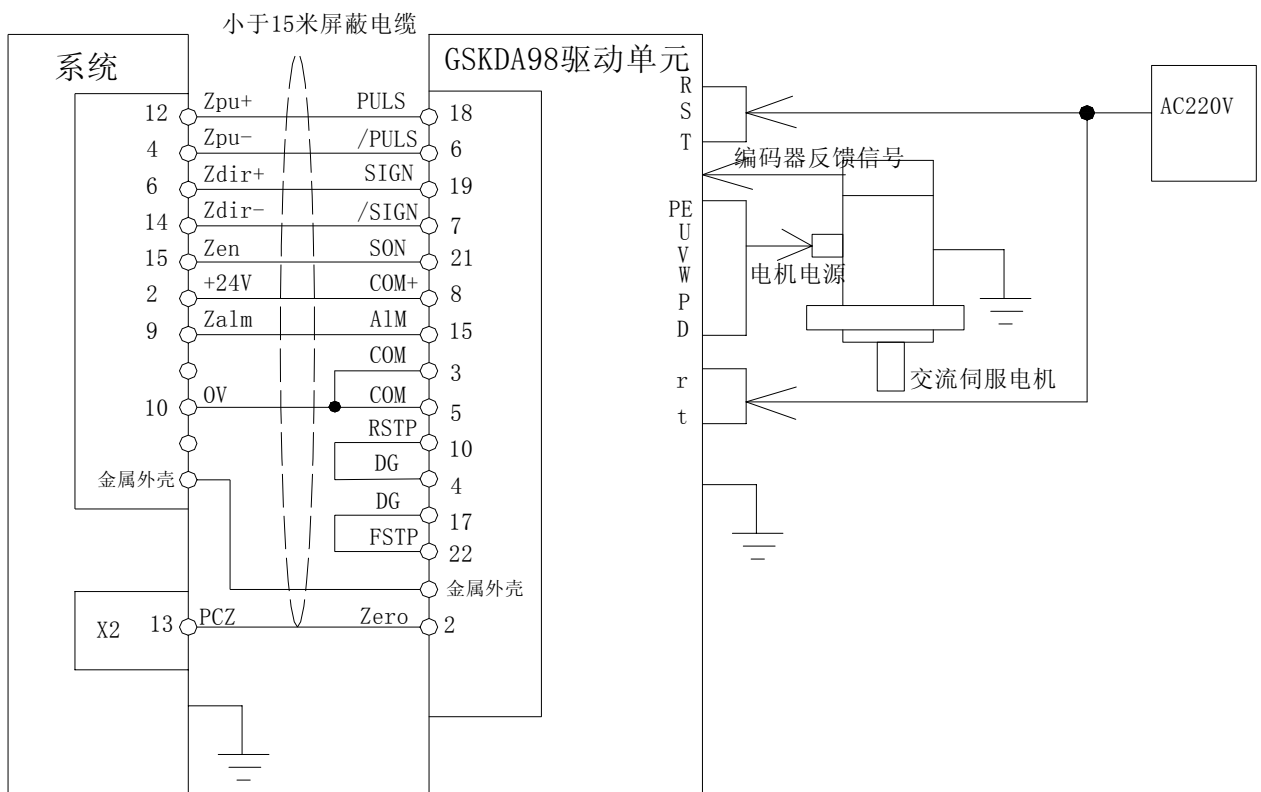 小于15米屏蔽电缆
系统
GSKDA98驱动单元
12 Zpu+ PULS 18
4 Zpu- /PULS 6
6 Zdir+ SIGN 19
14 Zdir- /SIGN 7
15 Zen SON 21
2 +24V COM+ 8
9 Zalm AlM 15
COM 3
10 0V COM 5
RSTP 10
DG 4
DG 17
FSTP 22
金属外壳
金属外壳
X2 13 PCZ Zero 2
R
S
T
AC220V
编码器反馈信号
PE
U
V
W
P
D
电机电源
交流伺服电机
r
t